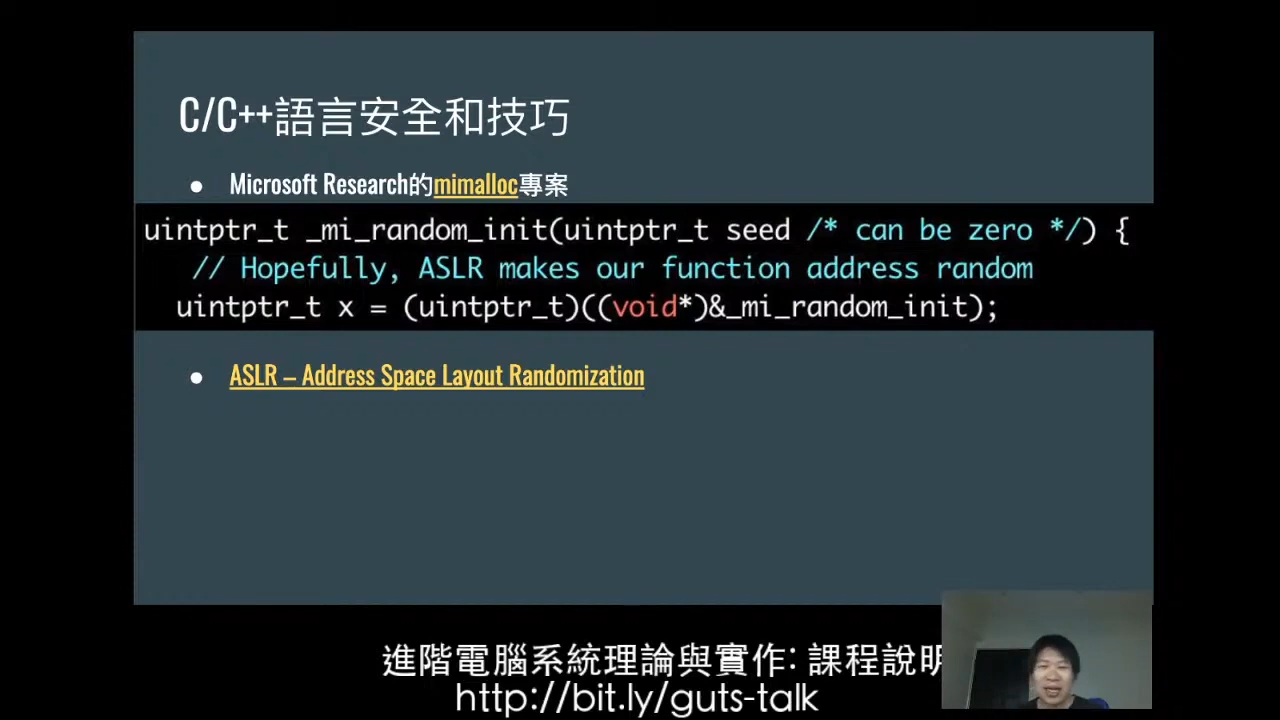 C/C++語言安全和技巧
● Microsoft Research的mimalloc專案
uintptr_t _mi_random_init(uintptr_t seed /* can be zero */) {
// Hopefully, ASLR makes our function address random
uintptr_t x = (uintptr_t)((void*)&_mi_random_init);
● ASLR – Address Space Layout Randomization
進階電腦系統理論與實作: 課程說明
http://bit.ly/guts-talk